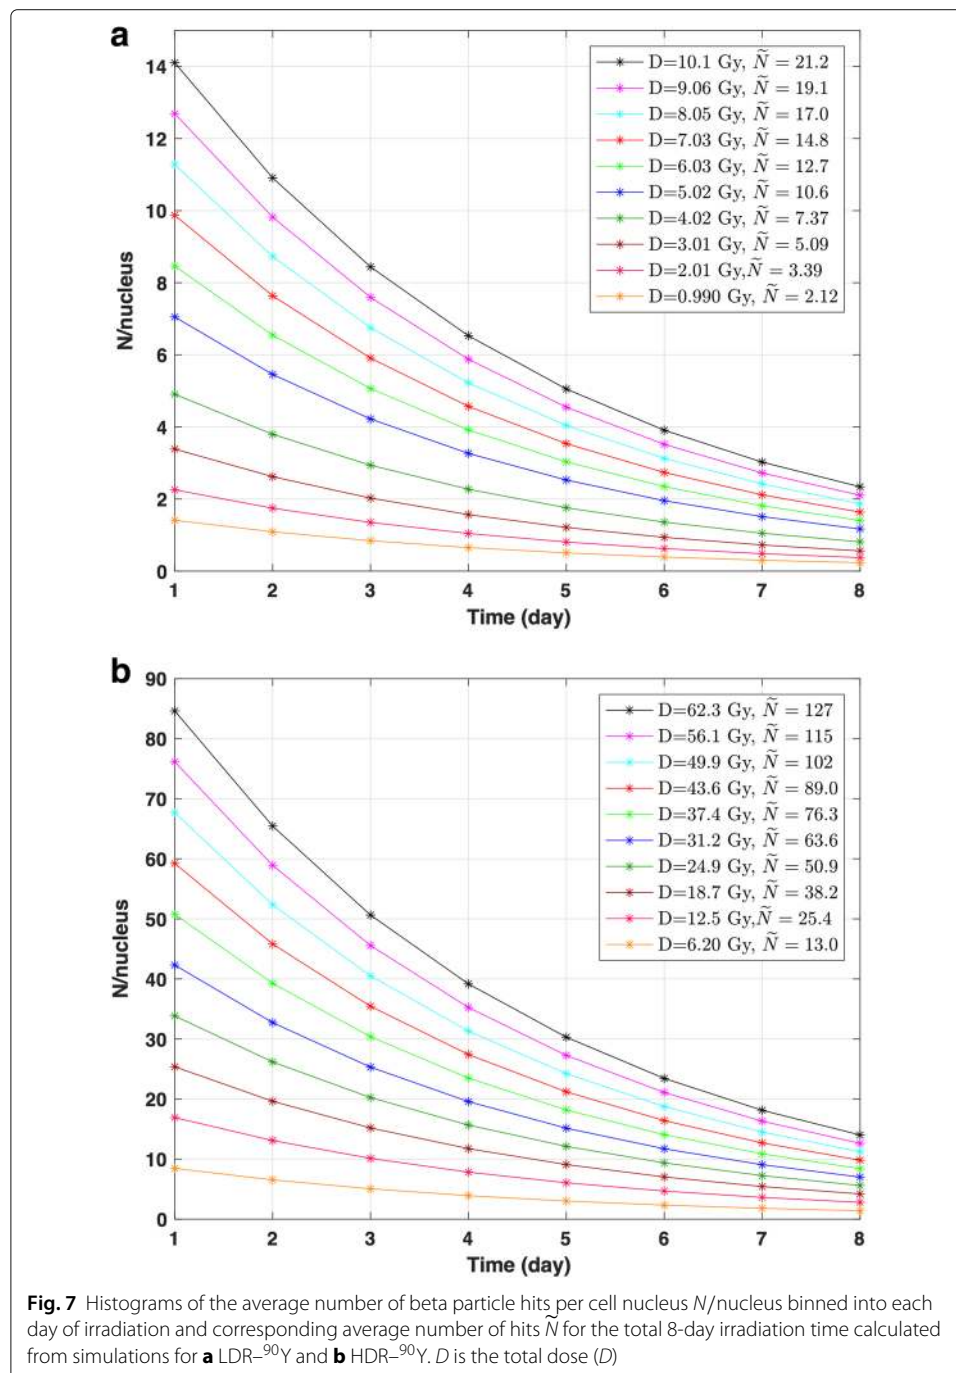 a
14
12
10
8
6
4
2
0
N/nucleus
D=10.1 Gy, Ñ = 21.2
D=9.06 Gy, Ñ = 19.1
D=8.05 Gy, Ñ = 17.0
D=7.03 Gy, Ñ = 14.8
D=6.03 Gy, Ñ = 12.7
D=5.02 Gy, Ñ = 10.6
D=4.02 Gy, Ñ = 7.37
D=3.01 Gy, Ñ = 5.09
D=2.01 Gy,Ñ = 3.39
D=0.990 Gy, Ñ = 2.12
1 2 3 4 5 6 7 8
Time (day)
b
90
80
70
60
50
40
30
20
10
0
N/nucleus
D=62.3 Gy, Ñ = 127
D=56.1 Gy, Ñ = 115
D=49.9 Gy, Ñ = 102
D=43.6 Gy, Ñ = 89.0
D=37.4 Gy, Ñ = 76.3
D=31.2 Gy, Ñ = 63.6
D=24.9 Gy, Ñ = 50.9
D=18.7 Gy, Ñ = 38.2
D=12.5 Gy,Ñ = 25.4
D=6.20 Gy, Ñ = 13.0
1 2 3 4 5 6 7 8
Time (day)
Fig. 7 Histograms of the average number of beta particle hits per cell nucleus N/nucleus binned into each
day of irradiation and corresponding average number of hits Ñ for the total 8-day irradiation time calculated
from simulations for a LDR–⁹⁰Y and b HDR–⁹⁰Y. D is the total dose (D)